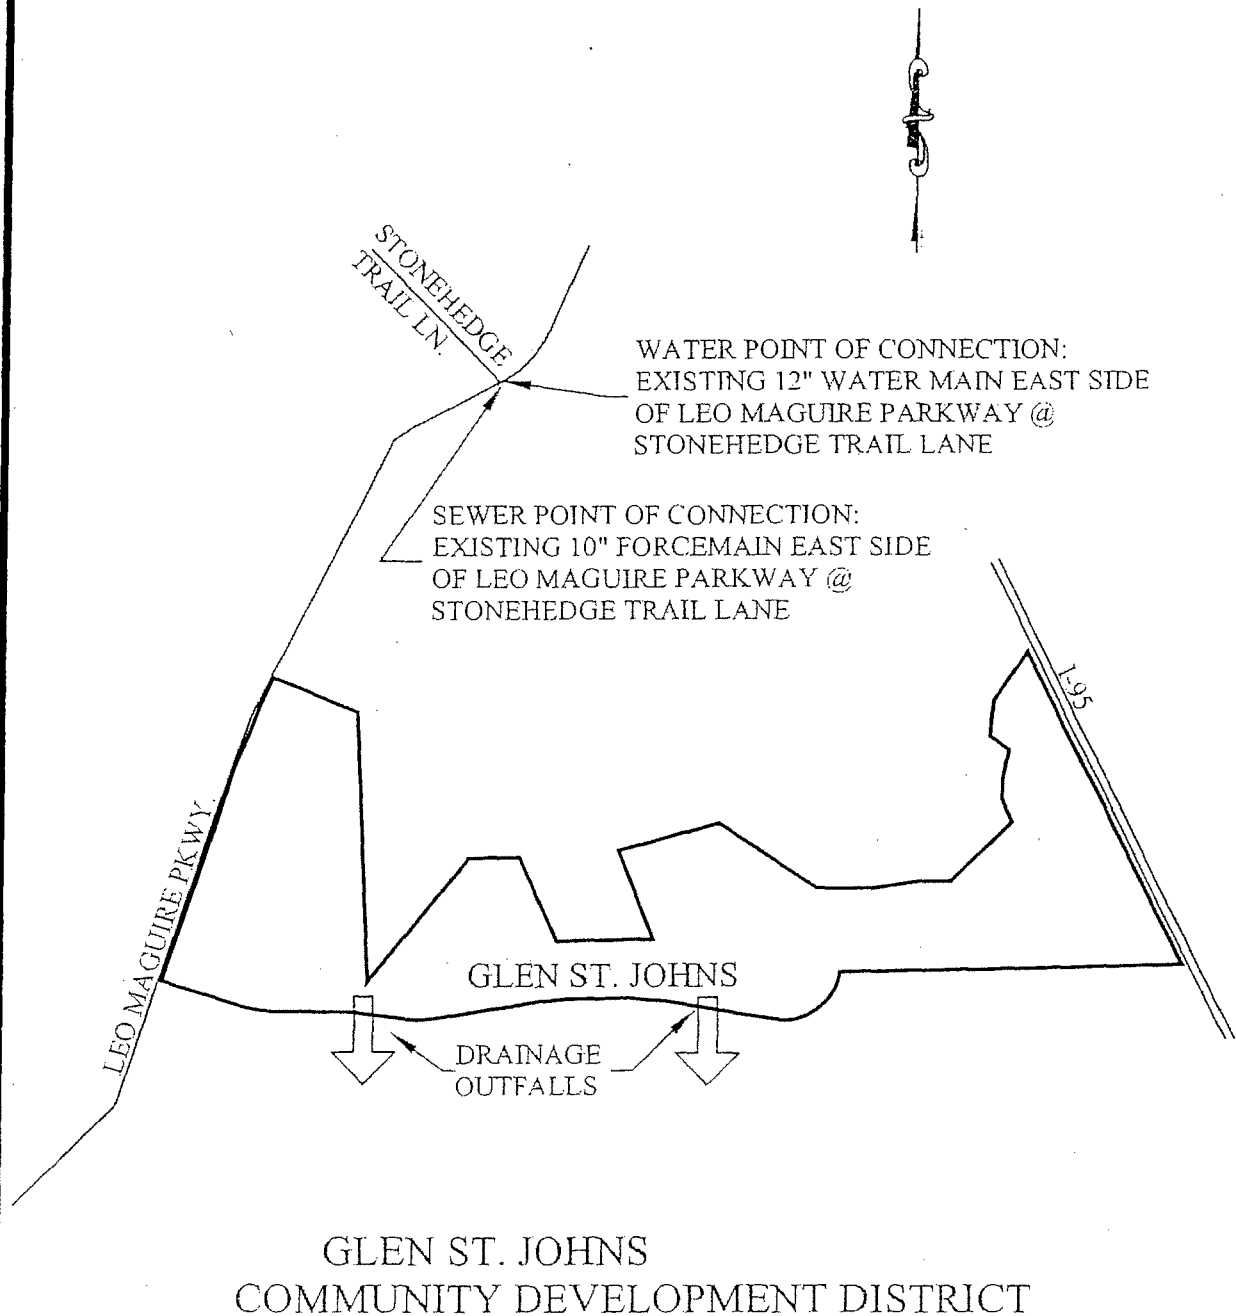 STONEHEDGE
TRAIL LN.
WATER POINT OF CONNECTION:
EXISTING 12" WATER MAIN EAST SIDE
OF LEO MAGUIRE PARKWAY @
STONEHEDGE TRAIL LANE
SEWER POINT OF CONNECTION:
EXISTING 10" FORCEMAIN EAST SIDE
OF LEO MAGUIRE PARKWAY @
STONEHEDGE TRAIL LANE
I-95
LEO MAGUIRE PKWY.
GLEN ST. JOHNS
DRAINAGE
OUTFALLS
GLEN ST. JOHNS
COMMUNITY DEVELOPMENT DISTRICT